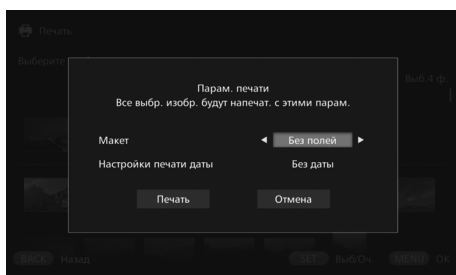 Печать
Выберите
Выб.4 ф.
Парам. печати
Все выбр. изобр. будут напечат. с этими парам.
Макет
Без полей
Настройки печати даты
Без даты
Печать
Отмена
BACK Назад
SET Выб/Оч.
MENU OK